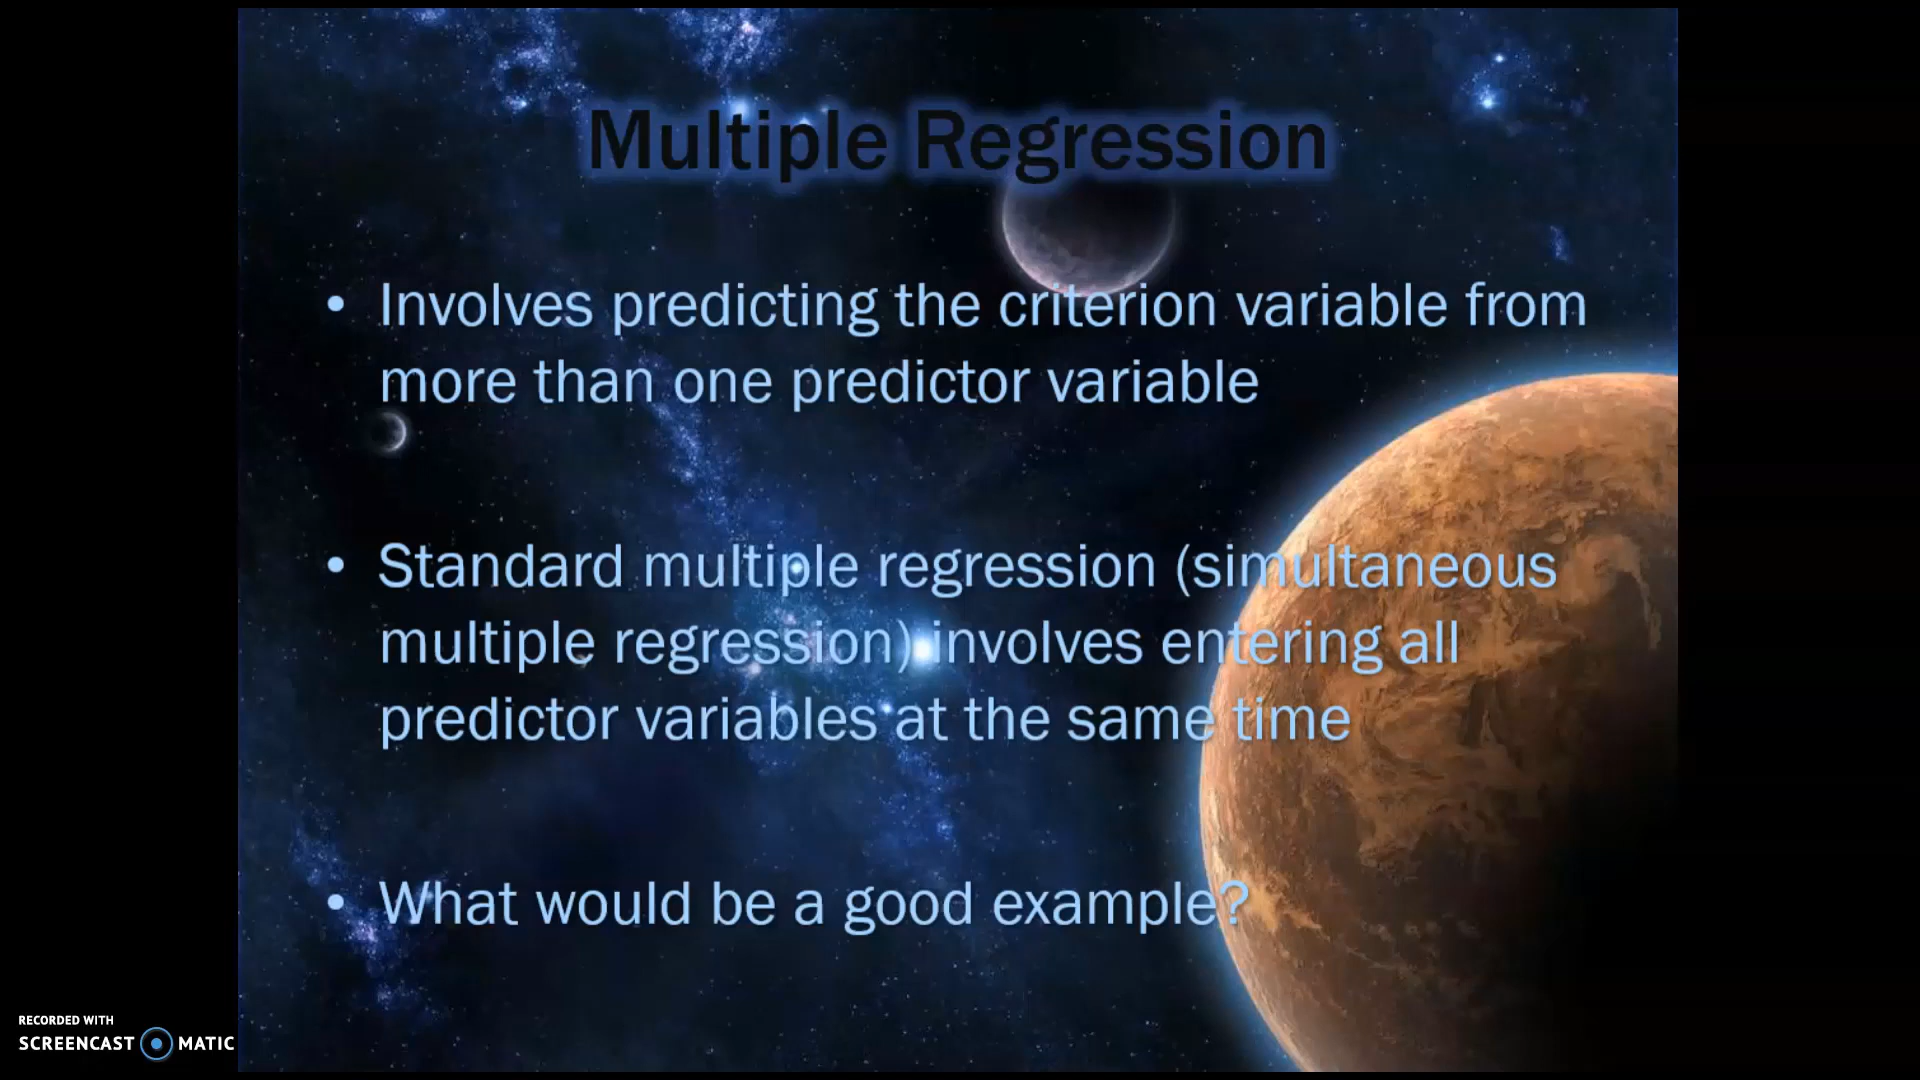 Multiple Regression
• Involves predicting the criterion variable from
more than one predictor variable
• Standard multiple regression (simultaneous
multiple regression) involves entering all
predictor variables at the same time
• What would be a good example?
RECORDED WITH
SCREENCAST MATIC